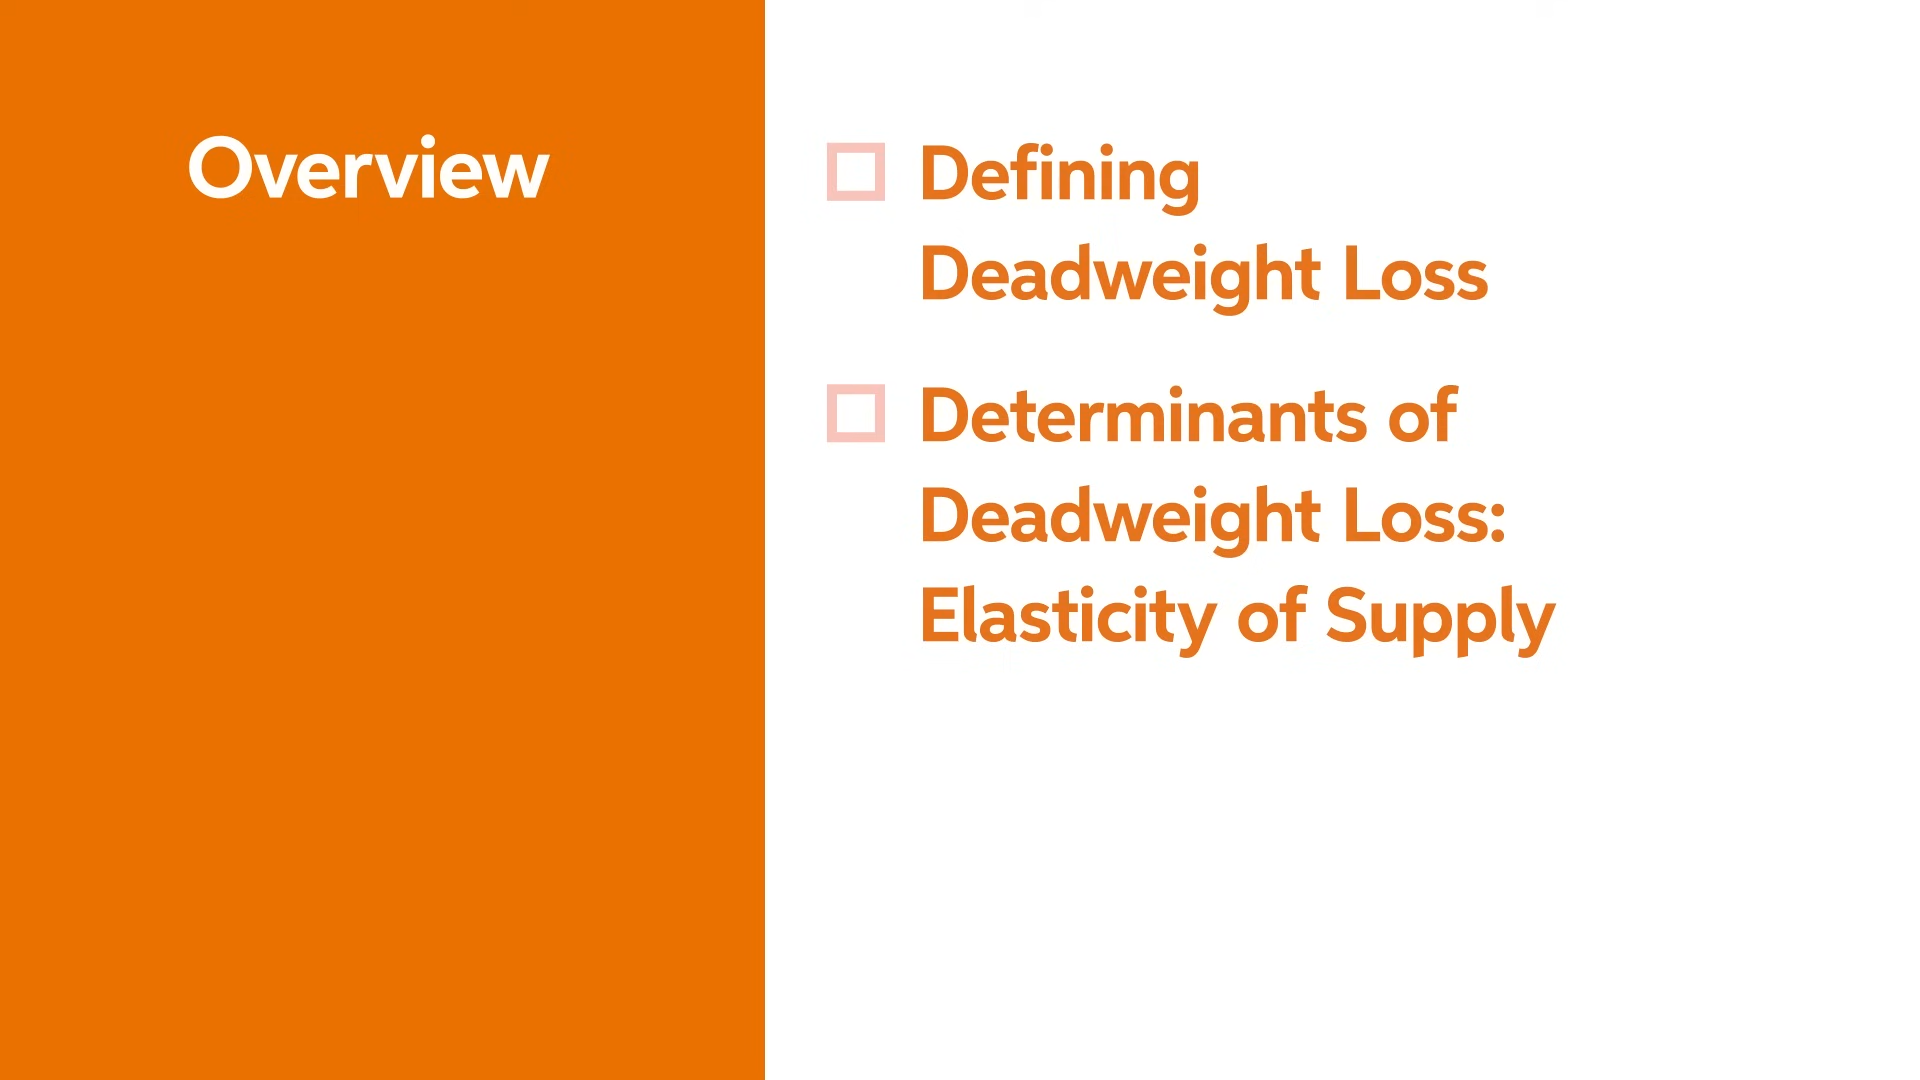 Overview
Defining
Deadweight Loss
Determinants of
Deadweight Loss:
Elasticity of Supply